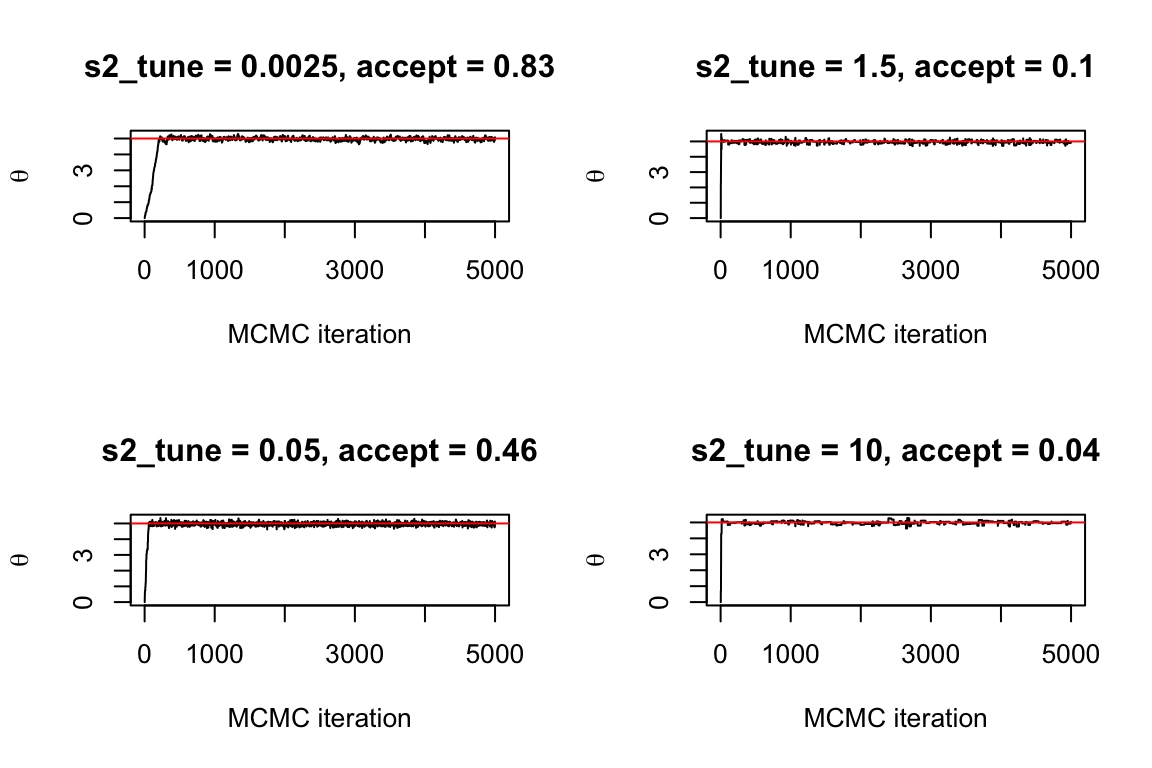 s2_tune = 0.0025, accept = 0.83
θ
3
0
0 1000 3000 5000
MCMC iteration
s2_tune = 1.5, accept = 0.1
θ
3
0
0 1000 3000 5000
MCMC iteration
s2_tune = 0.05, accept = 0.46
θ
3
0
0 1000 3000 5000
MCMC iteration
s2_tune = 10, accept = 0.04
θ
3
0
0 1000 3000 5000
MCMC iteration